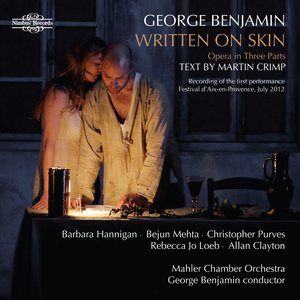 Nimbus Records
GEORGE BENJAMIN
WRITTEN ON SKIN
Opera in Three Parts
TEXT BY MARTIN CRIMP
Recording of the first performance
Festival d'Aix-en-Provence, July 2012
Barbara Hannigan · Bejun Mehta · Christopher Purves
Rebecca Jo Loeb · Allan Clayton
Mahler Chamber Orchestra
George Benjamin conductor